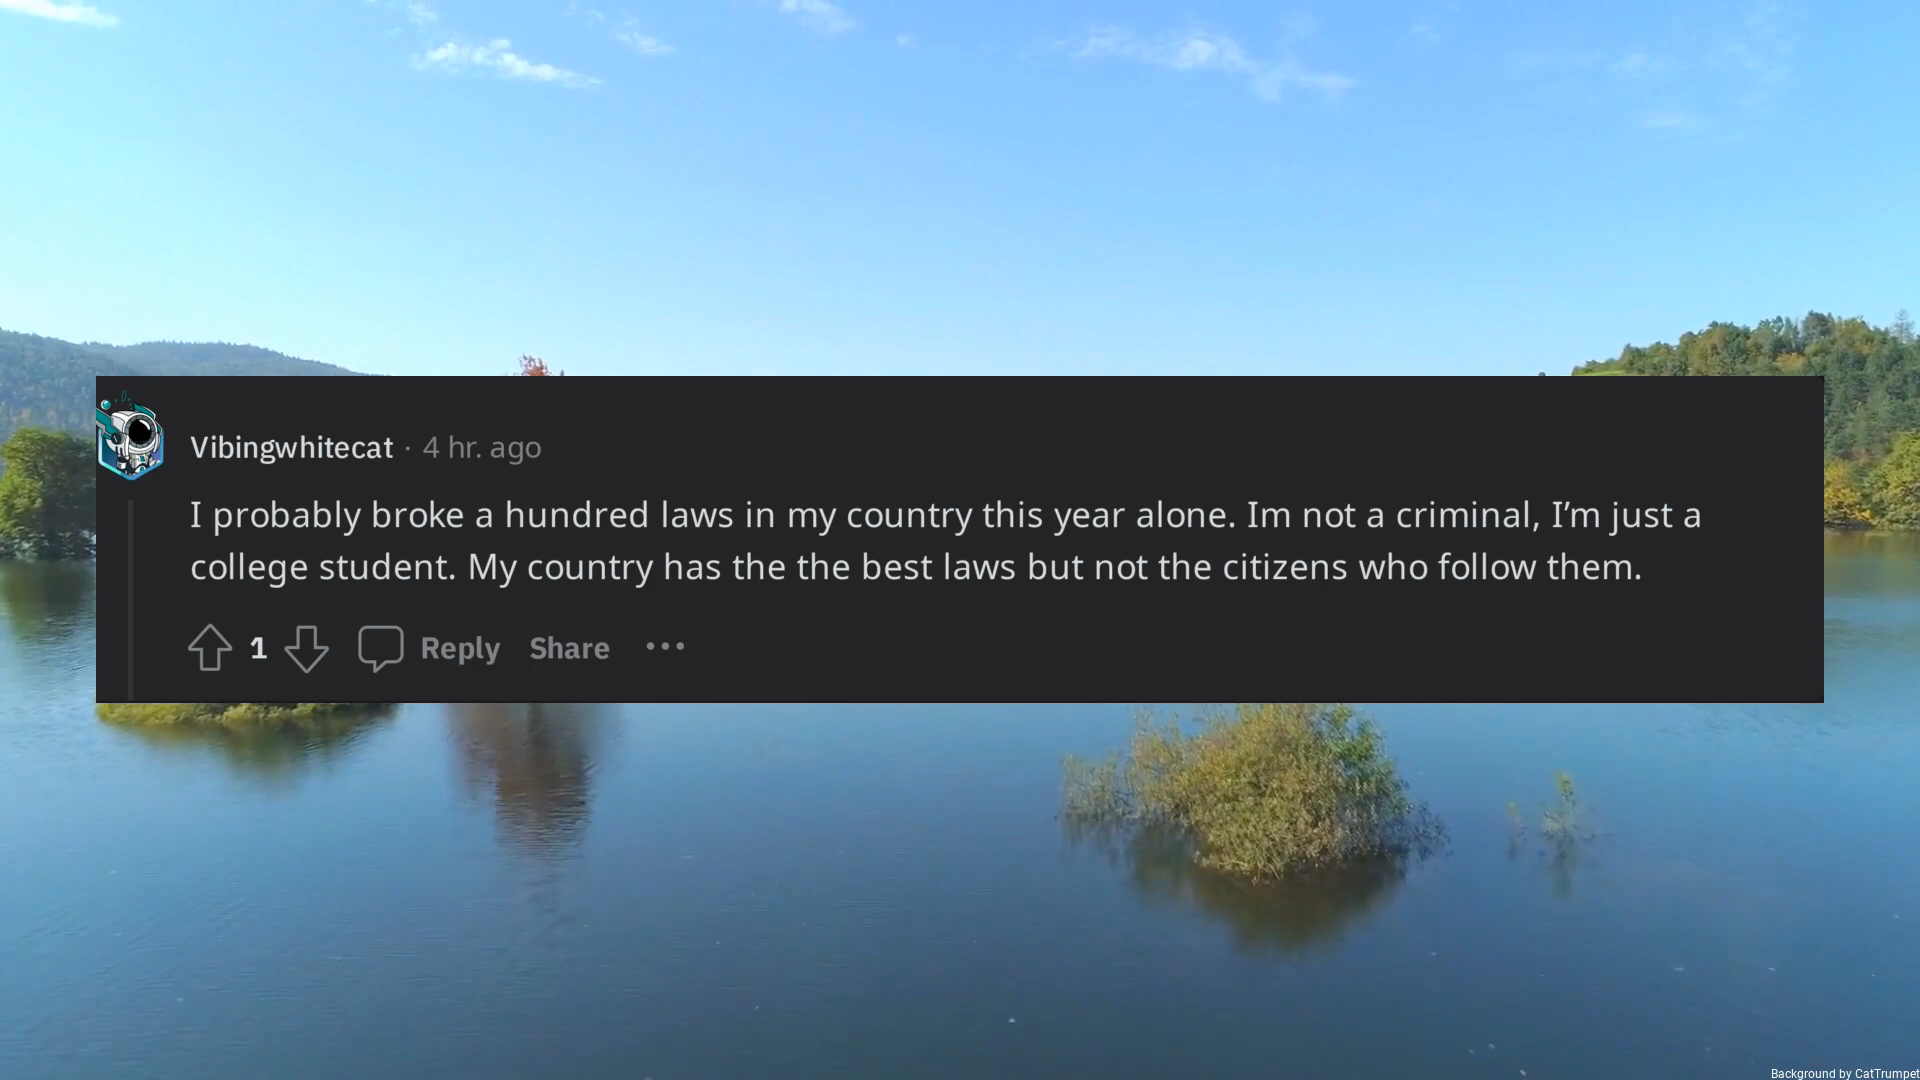 Vibingwhitecat · 4 hr. ago
I probably broke a hundred laws in my country this year alone. Im not a criminal, I’m just a
college student. My country has the the best laws but not the citizens who follow them.
1 Reply Share •••
Background by CatTrumpet